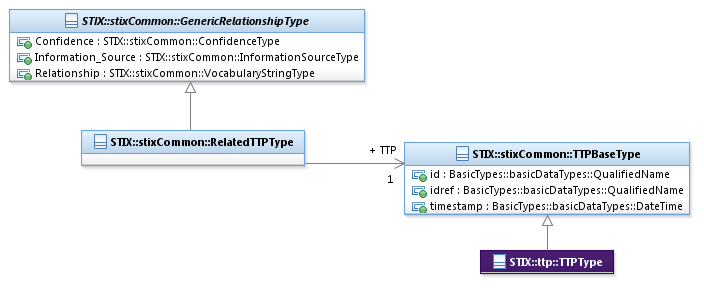 STIX::stixCommon::GenericRelationshipType
Confidence : STIX::stixCommon::ConfidenceType
Information_Source : STIX::stixCommon::InformationSourceType
Relationship : STIX::stixCommon::VocabularyStringType
STIX::stixCommon::RelatedTTPType
+ TTP
1
STIX::stixCommon::TTPBaseType
id : BasicTypes::basicDataTypes::QualifiedName
idref : BasicTypes::basicDataTypes::QualifiedName
timestamp : BasicTypes::basicDataTypes::DateTime
STIX::ttp::TTPType